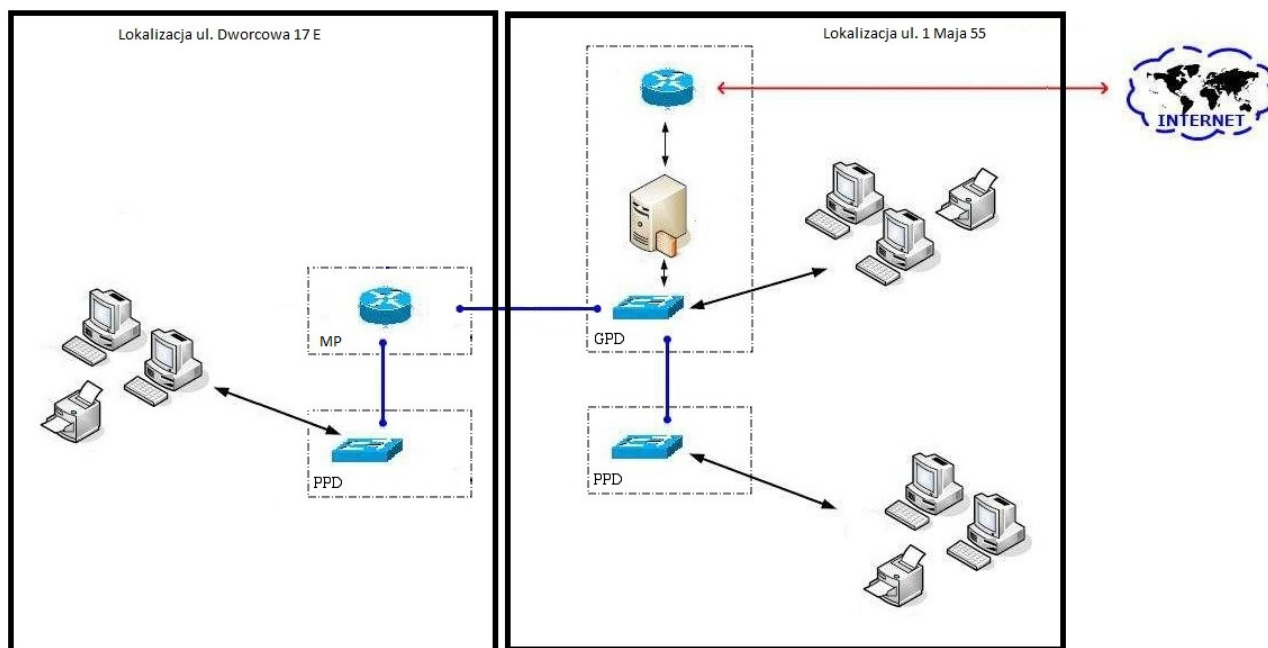 Lokalizacja ul. Dworcowa 17 E
Lokalizacja ul. 1 Maja 55
INTERNET
MP
GPD
PPD
PPD